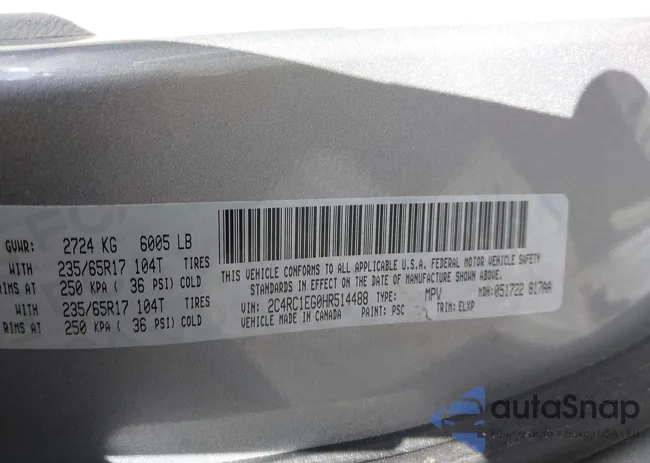 GVWR: 2724 KG 6005 LB
WITH 235/65R17 104T TIRES
RIMS AT 250 KPA ( 36 PSI) COLD
WITH 235/65R17 104T TIRES
RIMS AT 250 KPA ( 36 PSI) COLD
THIS VEHICLE CONFORMS TO ALL APPLICABLE U.S.A. FEDERAL MOTOR VEHICLE SAFETY
STANDARDS IN EFFECT ON THE DATE OF MANUFACTURE SHOWN ABOVE.
VIN: 2C4RC1EG0HR514488 TYPE: MPV MDH: 051722 817AA
VEHICLE MADE IN CANADA PAINT: PSC TRIM: ELXP
autoSnap